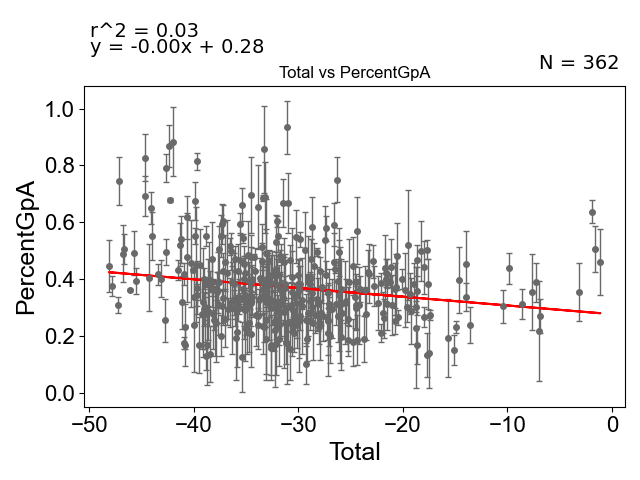 r^2 = 0.03
y = -0.00x + 0.28
N = 362
Total vs PercentGpA
PercentGpA
1.0
0.8
0.6
0.4
0.2
0.0
−50
−40
−30
−20
−10
0
Total